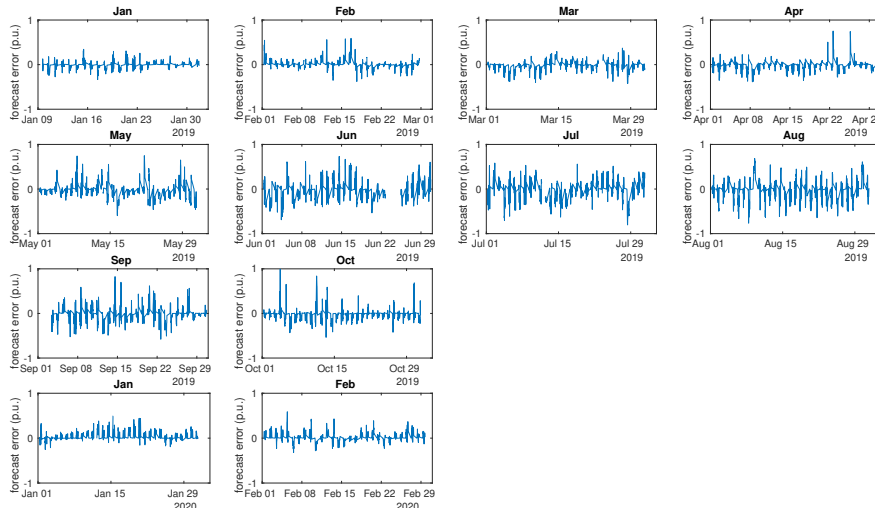 Jan
forecast error (p.u.)
1
0
-1
Jan 09 Jan 16 Jan 23 Jan 30
2019
Feb
forecast error (p.u.)
1
0
-1
Feb 01 Feb 08 Feb 15 Feb 22 Mar 01
2019
Mar
forecast error (p.u.)
1
0
-1
Mar 01 Mar 15 Mar 29
2019
Apr
forecast error (p.u.)
1
0
-1
Apr 01 Apr 08 Apr 15 Apr 22 Apr 2
2019
May
forecast error (p.u.)
1
0
-1
May 01 May 15 May 29
2019
Jun
forecast error (p.u.)
1
0
-1
Jun 01 Jun 08 Jun 15 Jun 22 Jun 29
2019
Jul
forecast error (p.u.)
1
0
-1
Jul 01 Jul 15 Jul 29
2019
Aug
forecast error (p.u.)
1
0
-1
Aug 01 Aug 15 Aug 29
2019
Sep
forecast error (p.u.)
1
0
-1
Sep 01 Sep 08 Sep 15 Sep 22 Sep 29
2019
Oct
forecast error (p.u.)
1
0
-1
Oct 01 Oct 15 Oct 29
2019
Jan
forecast error (p.u.)
1
0
-1
Jan 01 Jan 15 Jan 29
2020
Feb
forecast error (p.u.)
1
0
-1
Feb 01 Feb 08 Feb 15 Feb 22 Feb 29
2020